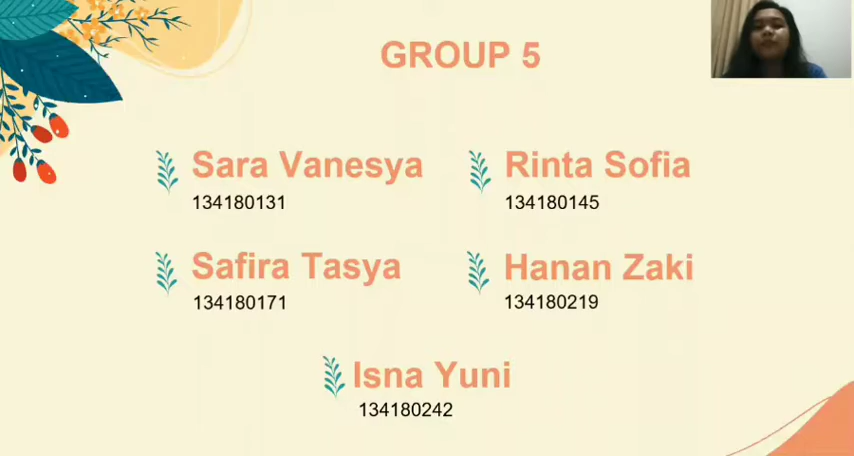 GROUP 5
Sara Vanesya
134180131
Rinta Sofia
134180145
Safira Tasya
134180171
Hanan Zaki
134180219
Isna Yuni
134180242